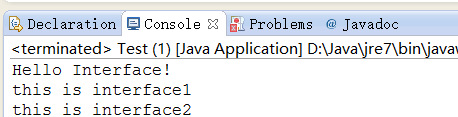 Declaration Console Problems @ Javadoc
<terminated> Test (1) [Java Application] D:\Java\jre7\bin\javaw
Hello Interface!
this is interface1
this is interface2